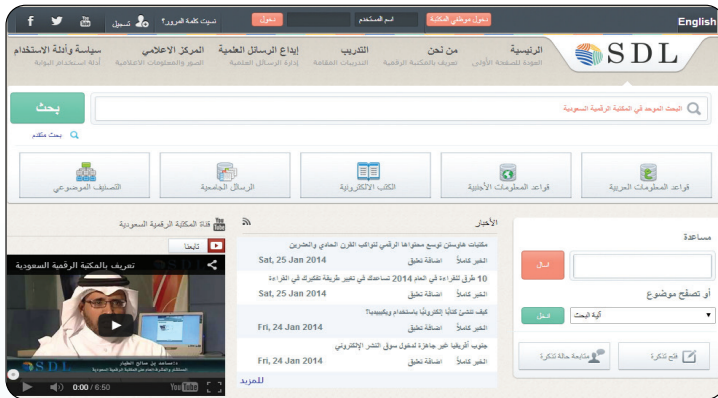 English
دخول موظفي المكتبة
اسم المستخدم
دخول
نسيت كلمة المرور؟
تسجيل
SDL
الرئيسية
العودة للصفحة الأولى
من نحن
تعريف بالمكتبة الرقمية
التدريب
التدريبات المقامة
إيداع الرسائل العلمية
إدارة الرسائل العلمية
المركز الاعلامي
الصور والمعلومات الاعلامية
سياسة وأدلة الاستخدام
أدلة استخدام البوابة
البحث الموحد في المكتبة الرقمية السعودية
بحث
بحث متقدم
قواعد المعلومات العربية
قواعد المعلومات الأجنبية
الكتب الالكترونية
الرسائل الجامعية
التصنيف الموضوعي
مساعدة
اسأل
أو تصفح موضوع
آلية البحث
ادخل
فتح تذكرة
متابعة حالة تذكرة
الأخبار
مكتبات هاوستن توسع محتواها الرقمي لتواكب القرن الحادي والعشرين
الخبر كاملاً اضافة تعليق Sat, 25 Jan 2014
10 طرق للقراءة في العام 2014 تساعدك في تغيير طريقة تفكيرك في القراءة
الخبر كاملاً اضافة تعليق Sat, 25 Jan 2014
كيف تنشئ كتابًا إلكترونيًا باستخدام ويكيبيديا؟
الخبر كاملاً اضافة تعليق Fri, 24 Jan 2014
جنوب أفريقيا غير جاهزة لدخول سوق النشر الإلكتروني
الخبر كاملاً اضافة تعليق Fri, 24 Jan 2014
للمزيد
قناة المكتبة الرقمية السعودية
تابعنا
تعريف بالمكتبة الرقمية السعودية
SDL
0:00 / 6:50
YouTube